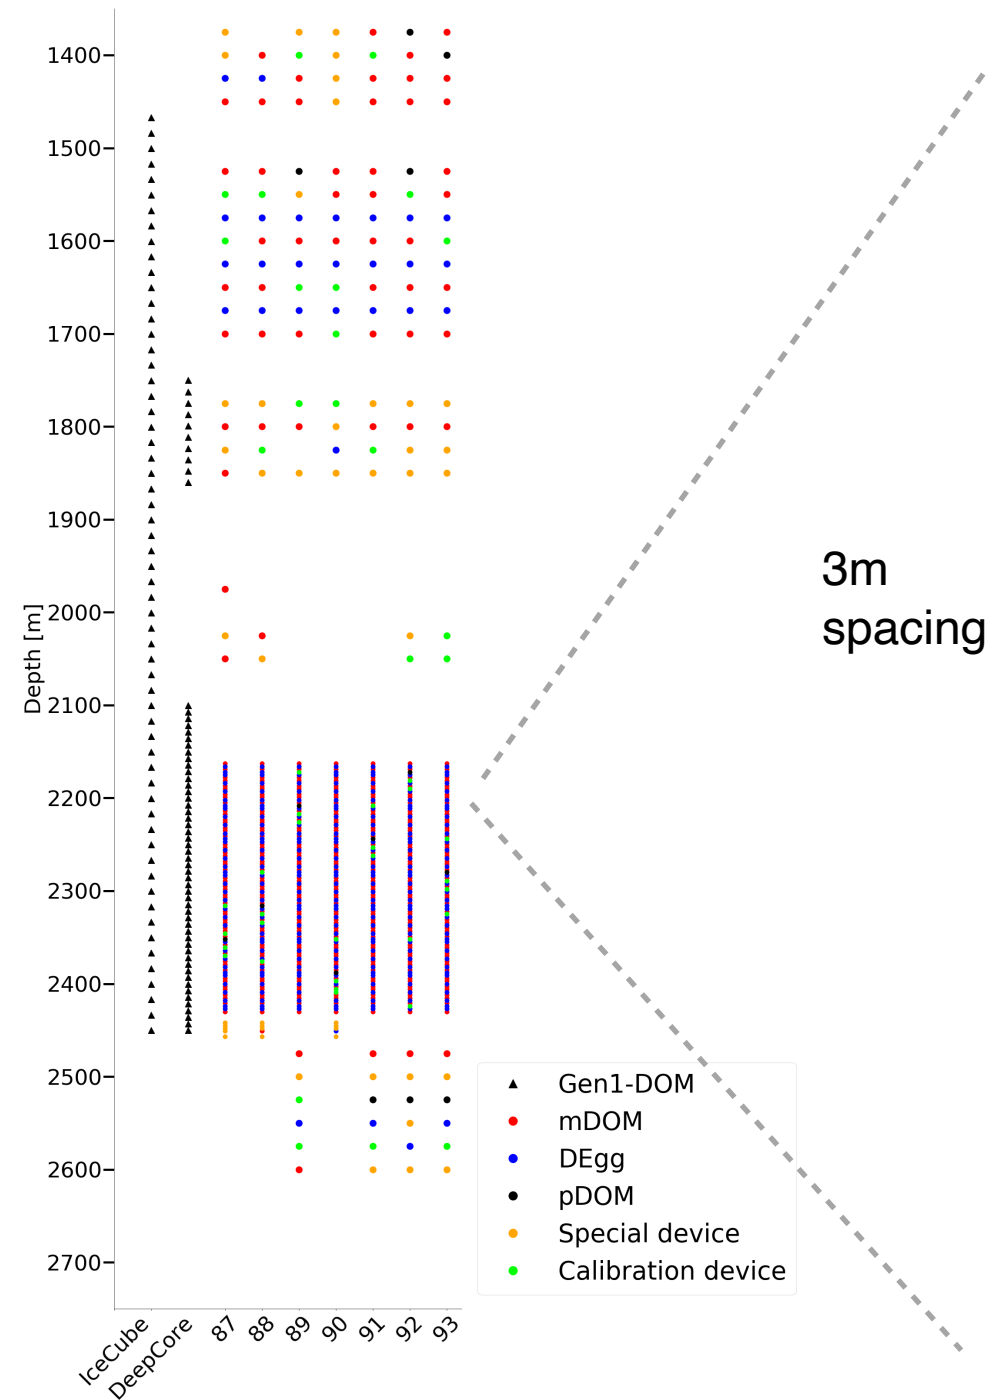 1400
1500
1600
1700
1800
1900
2000
2100
2200
2300
2400
2500
2600
2700
Depth [m]
IceCube
DeepCore
87
88
89
90
91
92
93
3m
spacing
Gen1-DOM
mDOM
DEgg
pDOM
Special device
Calibration device